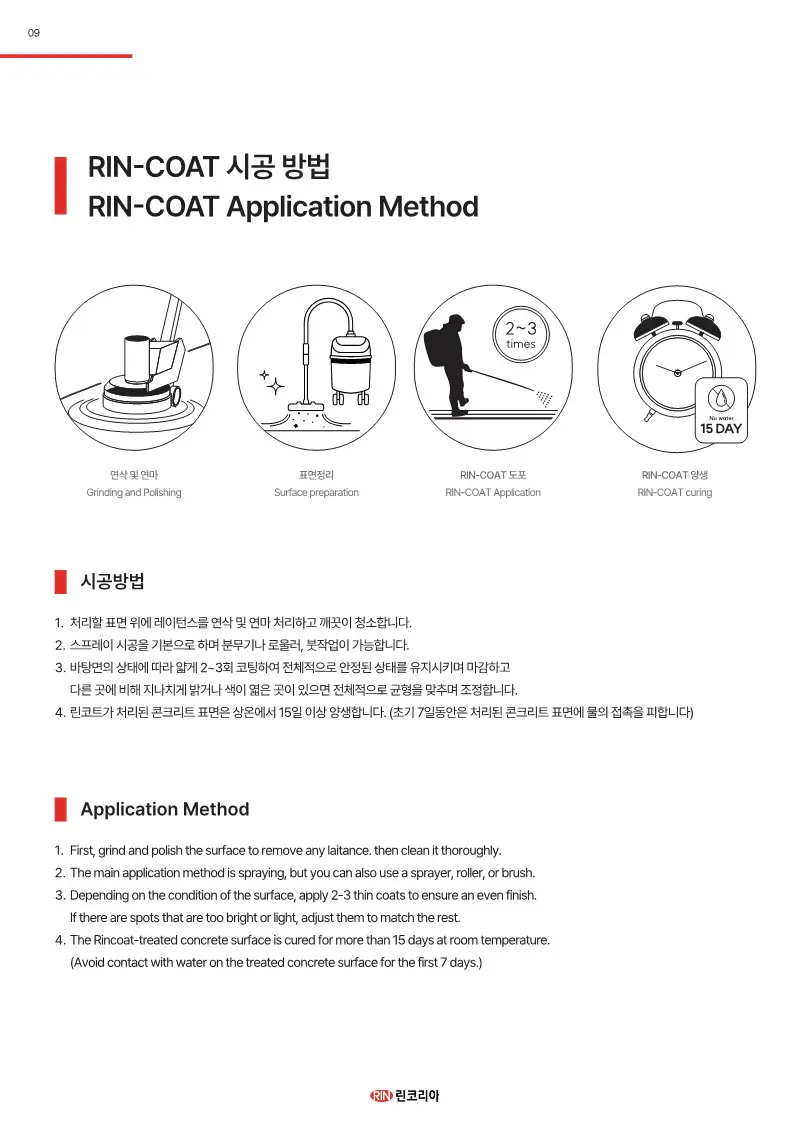 09
RIN-COAT 시공 방법
RIN-COAT Application Method
2~3
times
No water
15 DAY
연삭 및 연마
Grinding and Polishing
표면정리
Surface preparation
RIN-COAT 도포
RIN-COAT Application
RIN-COAT 양생
RIN-COAT curing
시공방법
1. 처리할 표면 위에 레이턴스를 연삭 및 연마 처리하고 깨끗이 청소합니다.
2. 스프레이 시공을 기본으로 하며 분무기나 로울러, 붓작업이 가능합니다.
3. 바탕면의 상태에 따라 얇게 2~3회 코팅하여 전체적으로 안정된 상태를 유지시키며 마감하고
다른 곳에 비해 지나치게 밝거나 색이 엷은 곳이 있으면 전체적으로 균형을 맞추며 조정합니다.
4. 린코트가 처리된 콘크리트 표면은 상온에서 15일 이상 양생합니다. (초기 7일동안은 처리된 콘크리트 표면에 물의 접촉을 피합니다)
Application Method
1. First, grind and polish the surface to remove any laitance. then clean it thoroughly.
2. The main application method is spraying, but you can also use a sprayer, roller, or brush.
3. Depending on the condition of the surface, apply 2-3 thin coats to ensure an even finish.
If there are spots that are too bright or light, adjust them to match the rest.
4. The Rincoat-treated concrete surface is cured for more than 15 days at room temperature.
(Avoid contact with water on the treated concrete surface for the first 7 days.)
RIN 린코리아